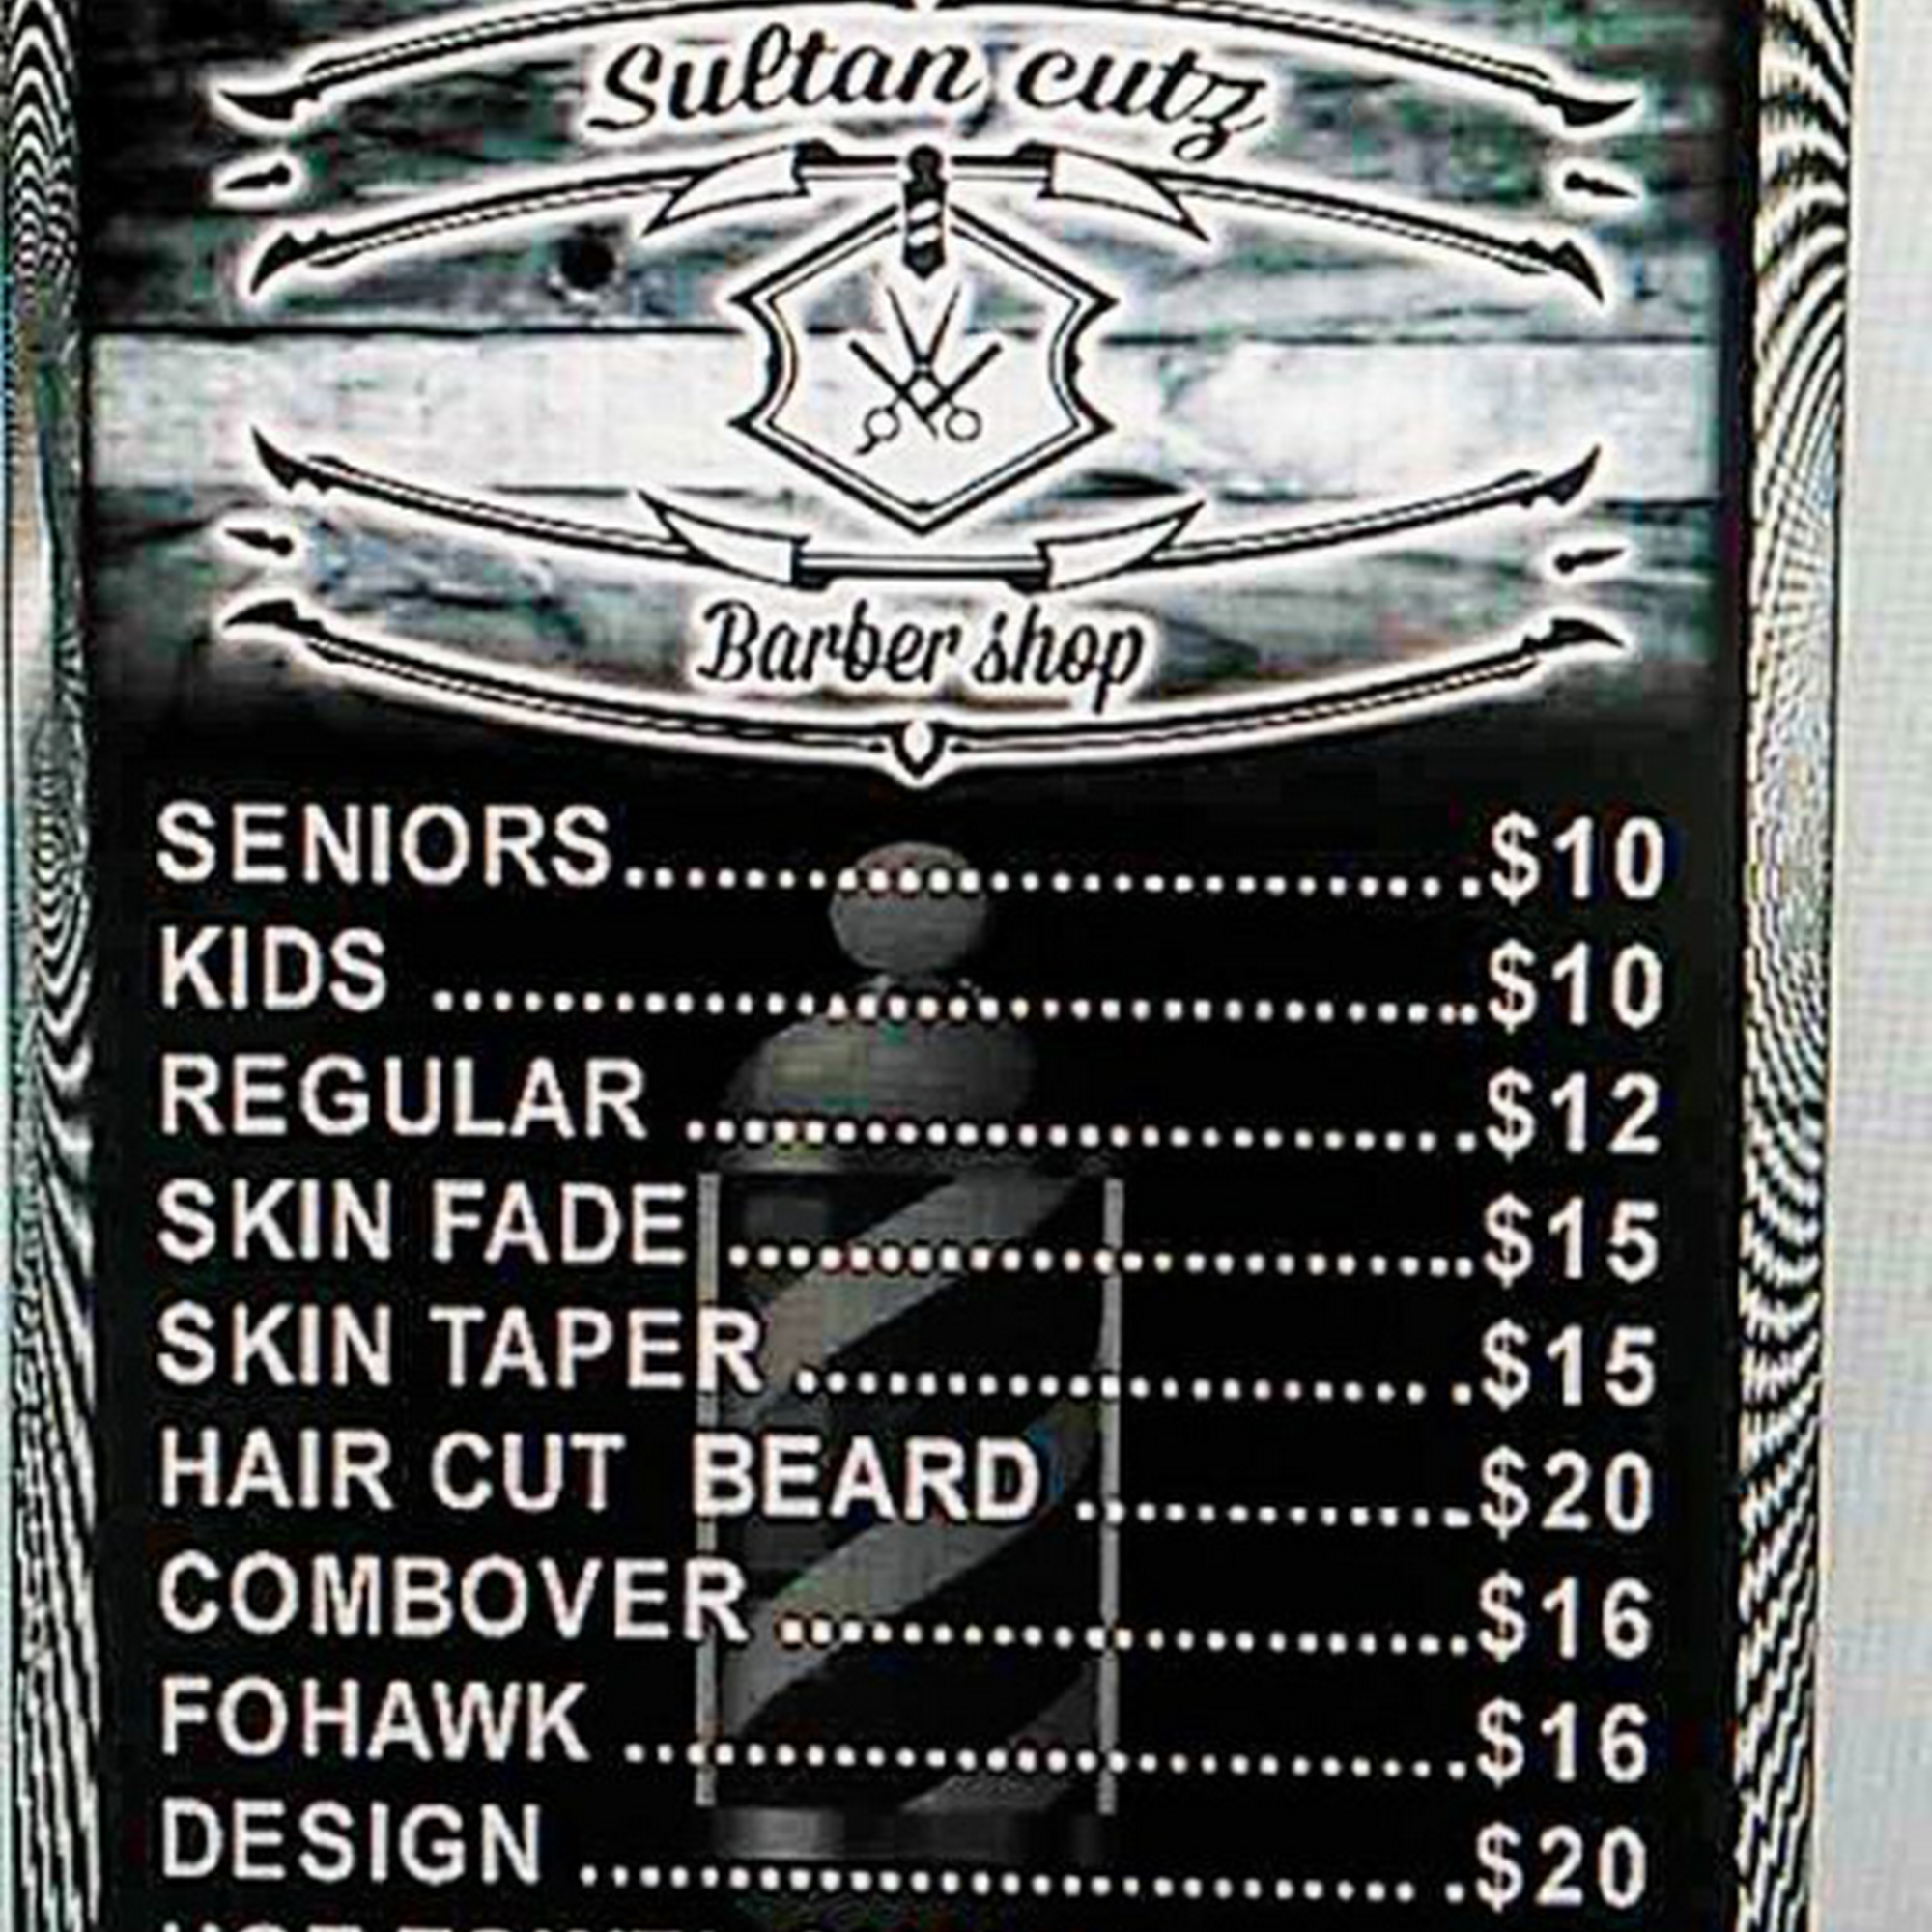 Sultan cutz
Barber shop
SENIORS..............................$10
KIDS ...................................$10
REGULAR ...........................$12
SKIN FADE .........................$15
SKIN TAPER ...................... .$15
HAIR CUT  BEARD .............$20
COMBOVER .......................$16
FOHAWK ............................$16
DESIGN ............................ .$20